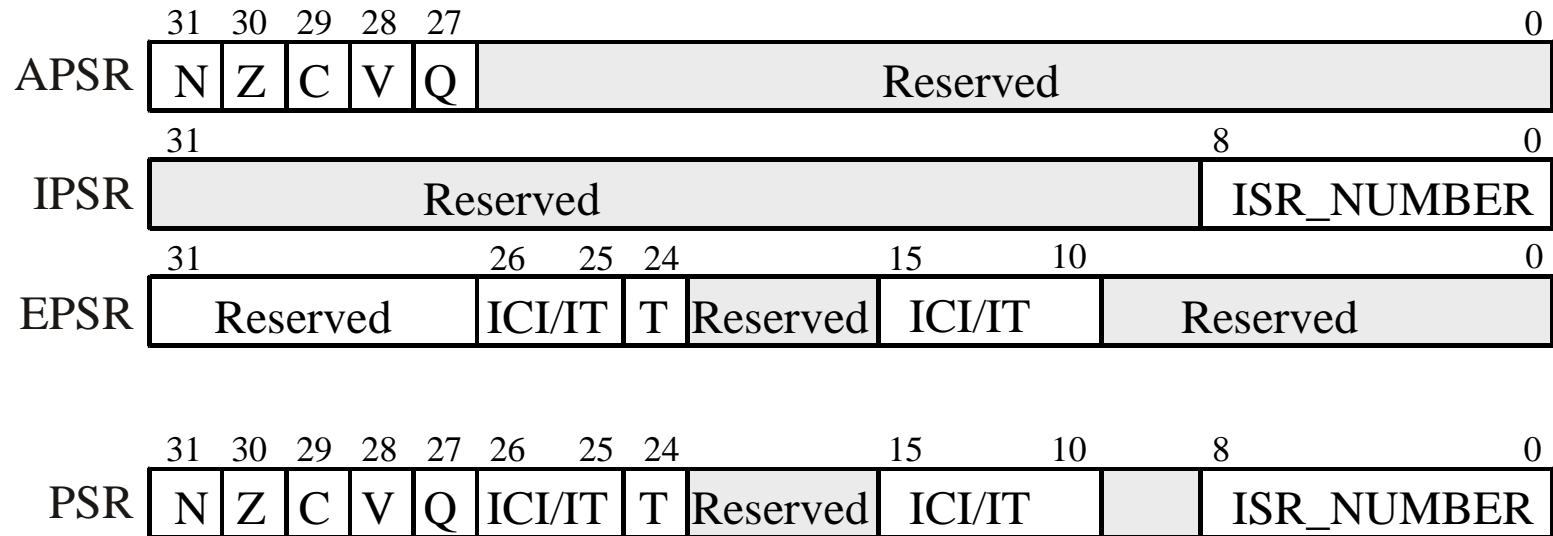 31 30 29 28 27 0
APSR N Z C V Q Reserved
31 8 0
IPSR Reserved ISR_NUMBER
31 26 25 24 15 10 0
EPSR Reserved ICI/IT T Reserved ICI/IT Reserved
31 30 29 28 27 26 25 24 15 10 8 0
PSR N Z C V Q ICI/IT T Reserved ICI/IT ISR_NUMBER